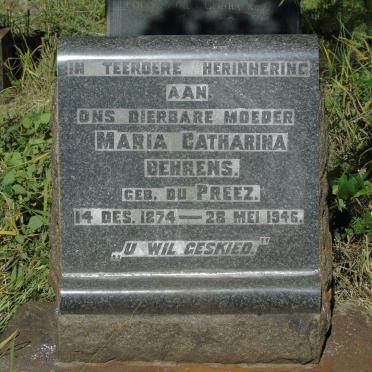 IN TEERDERE HERINNERING
AAN
ONS DIERBARE MOEDER
MARIA CATHARINA
BEHRENS.
GEB. DU PREEZ.
14 DES. 1874 — 28 MEI 1946.
„U WIL GESKIED."